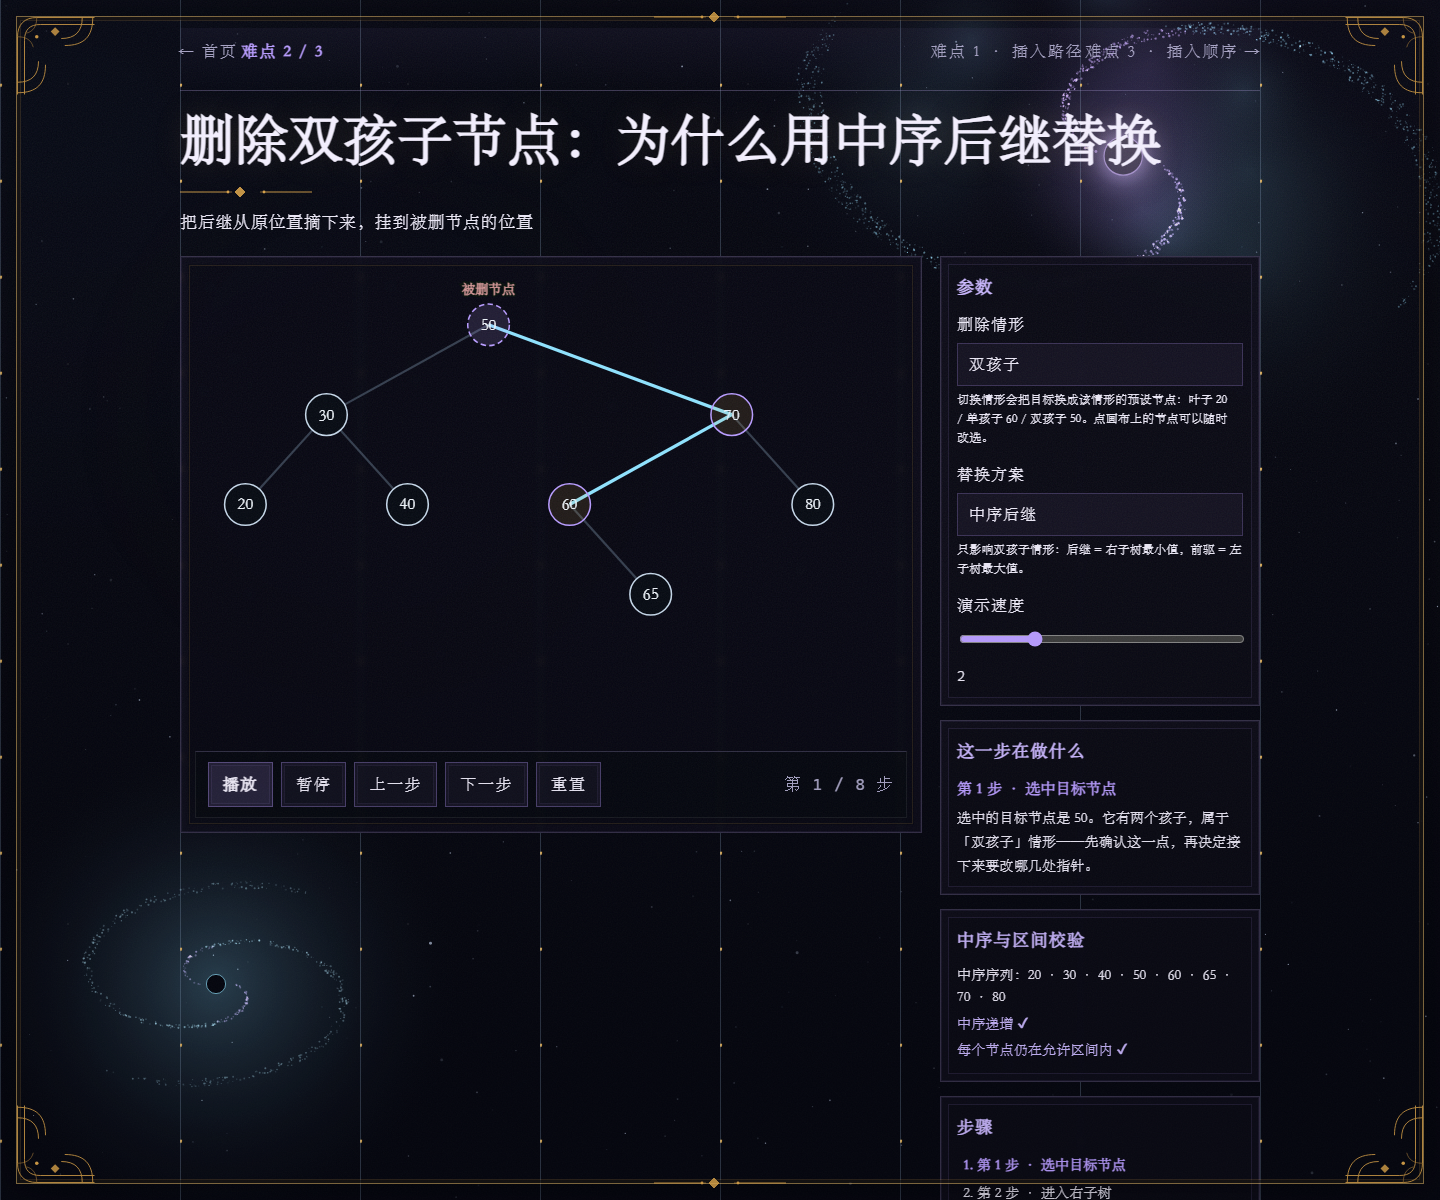 ← 首页 难点 2 / 3
难点 1 · 插入路径 难点 3 · 插入顺序 →
删除双孩子节点：为什么用中序后继替换
把后继从原位置摘下来，挂到被删节点的位置
被删节点
50
30
70
20
40
60
80
65
播放
暂停
上一步
下一步
重置
第 1 / 8 步
参数
删除情形
双孩子
切换情形会把目标换成该情形的预设节点：叶子 20
/ 单孩子 60 / 双孩子 50。点画布上的节点可以随时
改选。
替换方案
中序后继
只影响双孩子情形：后继 = 右子树最小值，前驱 = 左
子树最大值。
演示速度
2
这一步在做什么
第 1 步 · 选中目标节点
选中的目标节点是 50。它有两个孩子，属于
「双孩子」情形——先确认这一点，再决定接
下来要改哪几处指针。
中序与区间校验
中序序列：20 · 30 · 40 · 50 · 60 · 65 ·
70 · 80
中序递增 ✓
每个节点仍在允许区间内 ✓
步骤
1. 第 1 步 · 选中目标节点
2. 第 2 步 · 进入右子树